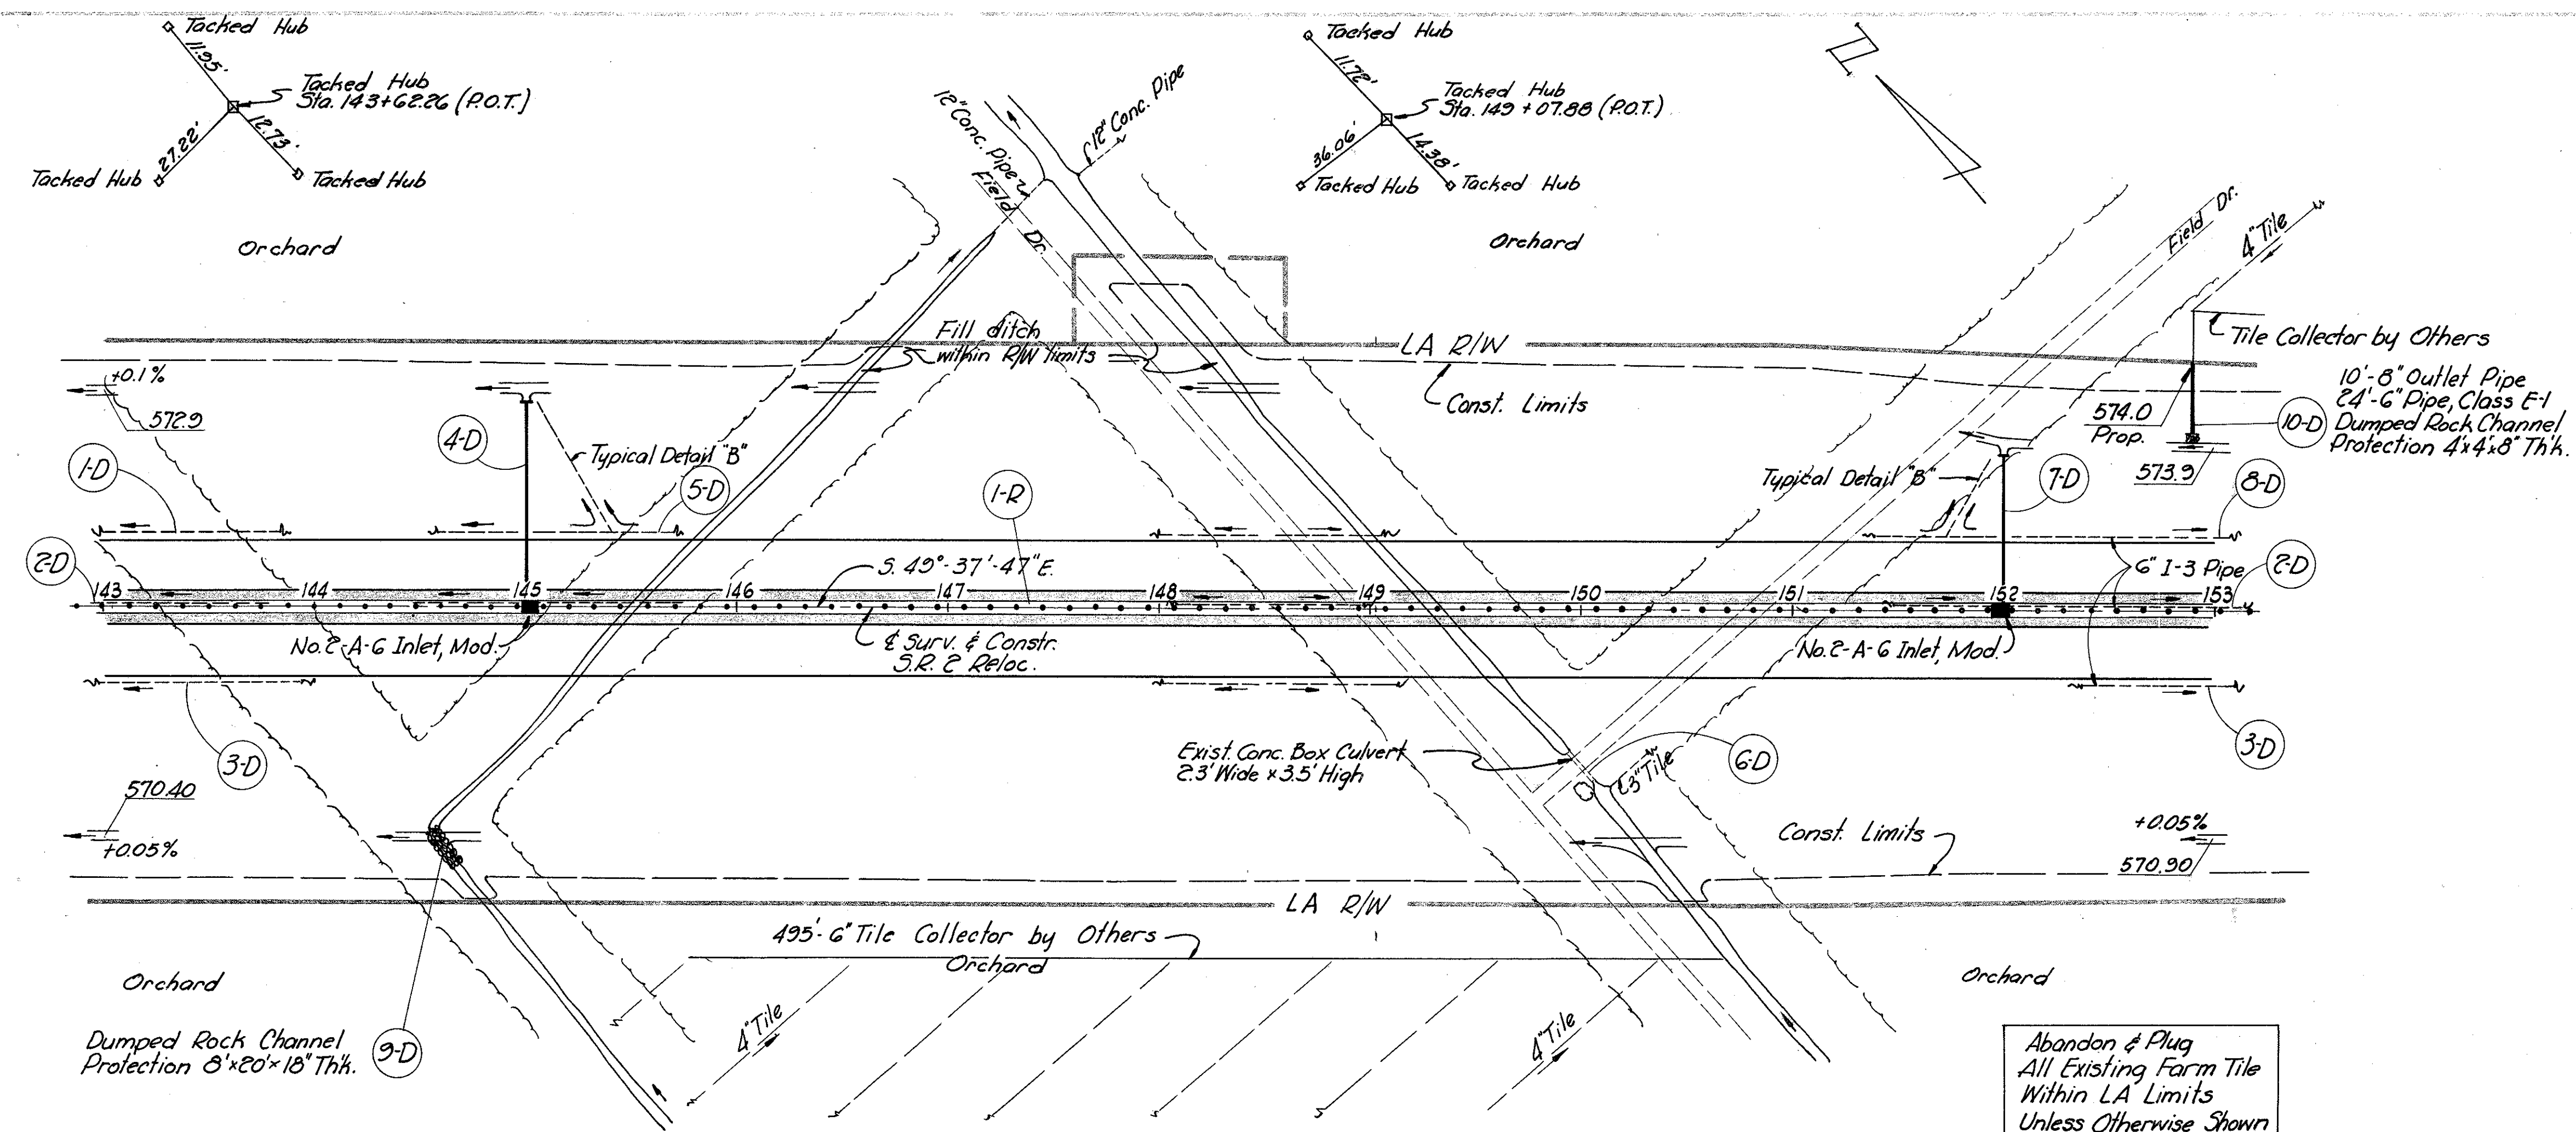 Tacked Hub
11.95'
Tacked Hub
Sta. 143+62.26 (P.O.T.)
12.73'
27.22'
Tacked Hub
Tacked Hub
Orchard
12" Conc. Pipe
Field Dr.
12" Conc. Pipe
Tacked Hub
11.72'
Tacked Hub
Sta. 149+07.88 (P.O.T.)
36.06'
14.38'
Tacked Hub
Tacked Hub
Orchard
Field Dr.
4" Tile
Fill ditch
within R/W limits
LA R/W
Const. Limits
Tile Collector by Others
10'-8" Outlet Pipe
24'-6" Pipe, Class E-1
Dumped Rock Channel
Protection 4'x4'x8" Th'k.
10-D
574.0
Prop.
573.9
+0.1%
572.9
4-D
Typical Detail "B"
5-D
1-D
1-R
Typical Detail "B"
7-D
8-D
2-D
S. 49°-37'-47" E.
6" I-3 Pipe
2-D
143
144
145
146
147
148
149
150
151
152
153
No. 2-A-6 Inlet, Mod.
℄ Surv. & Constr.
S.R. 2 Reloc.
No. 2-A-6 Inlet, Mod.
3-D
Exist. Conc. Box Culvert
2.3' Wide x 3.5' High
6-D
2.3" Tile
3-D
570.40
+0.05%
Const. Limits
+0.05%
570.90
LA R/W
495'-6" Tile Collector by Others
Orchard
Orchard
Orchard
4" Tile
4" Tile
Dumped Rock Channel
Protection 8'x20'x18" Th'k.
9-D
Abandon & Plug
All Existing Farm Tile
Within LA Limits
Unless Otherwise Shown